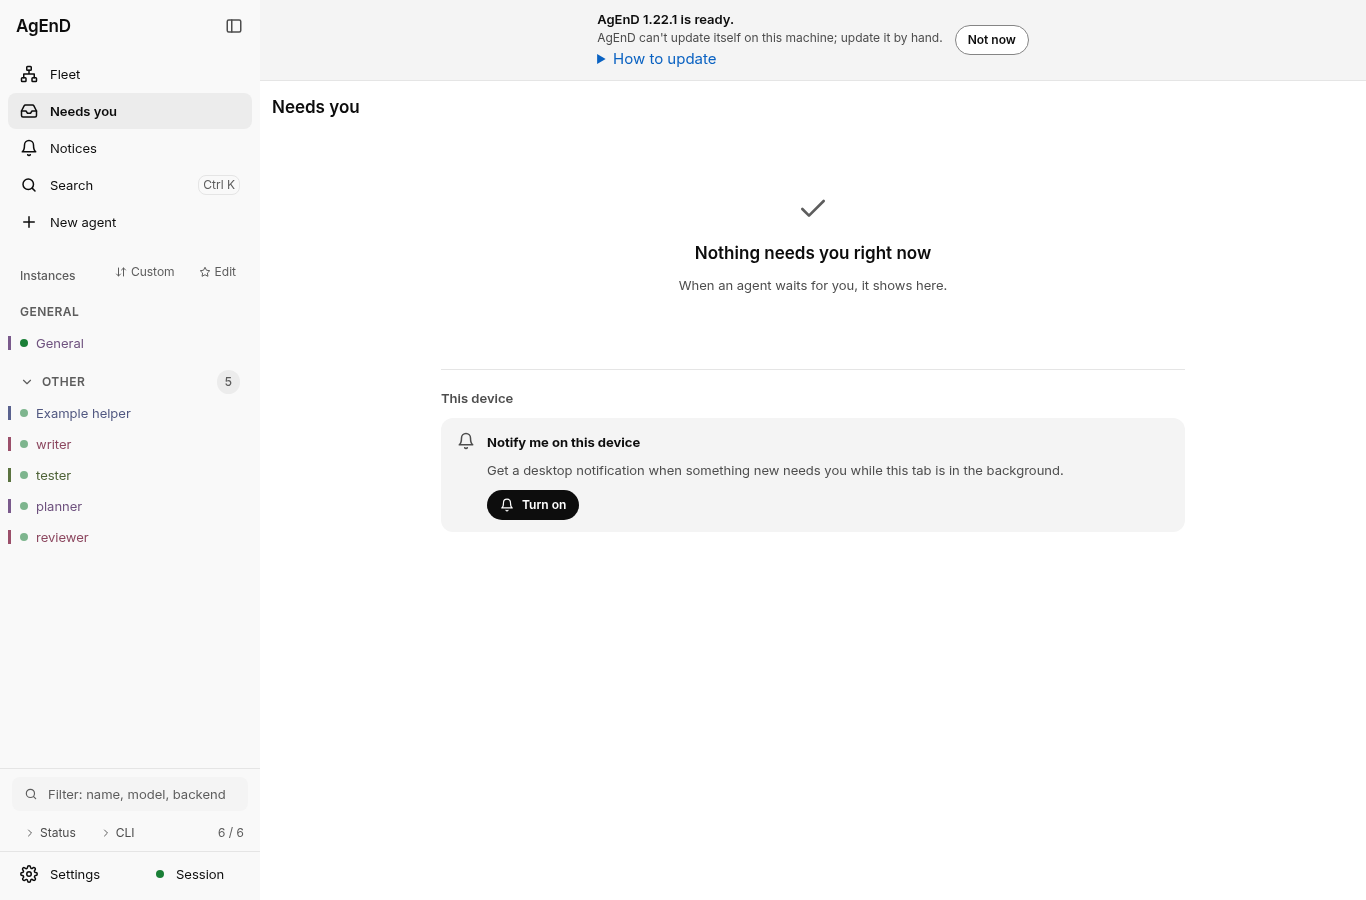 AgEnD
Fleet
Needs you
Notices
Search Ctrl K
New agent
Instances Custom Edit
GENERAL
General
OTHER 5
Example helper
writer
tester
planner
reviewer
Filter: name, model, backend
Status CLI 6 / 6
Settings Session
AgEnD 1.22.1 is ready.
AgEnD can't update itself on this machine; update it by hand.
How to update
Not now
Needs you
Nothing needs you right now
When an agent waits for you, it shows here.
This device
Notify me on this device
Get a desktop notification when something new needs you while this tab is in the background.
Turn on